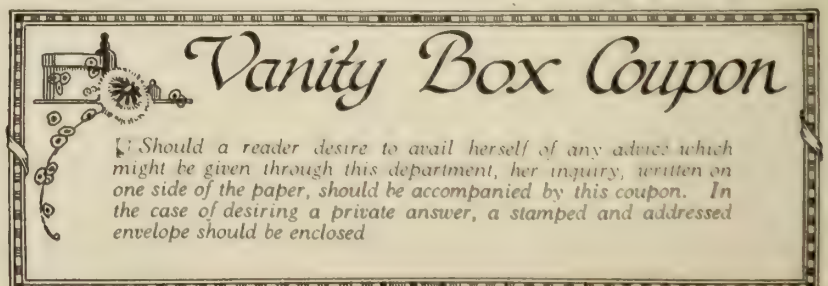 Vanity Box Coupon
Should a reader desire to avail herself of any advice which
might be given through this department, her inquiry, written on
one side of the paper, should be accompanied by this coupon. In
the case of desiring a private answer, a stamped and addressed
envelope should be enclosed